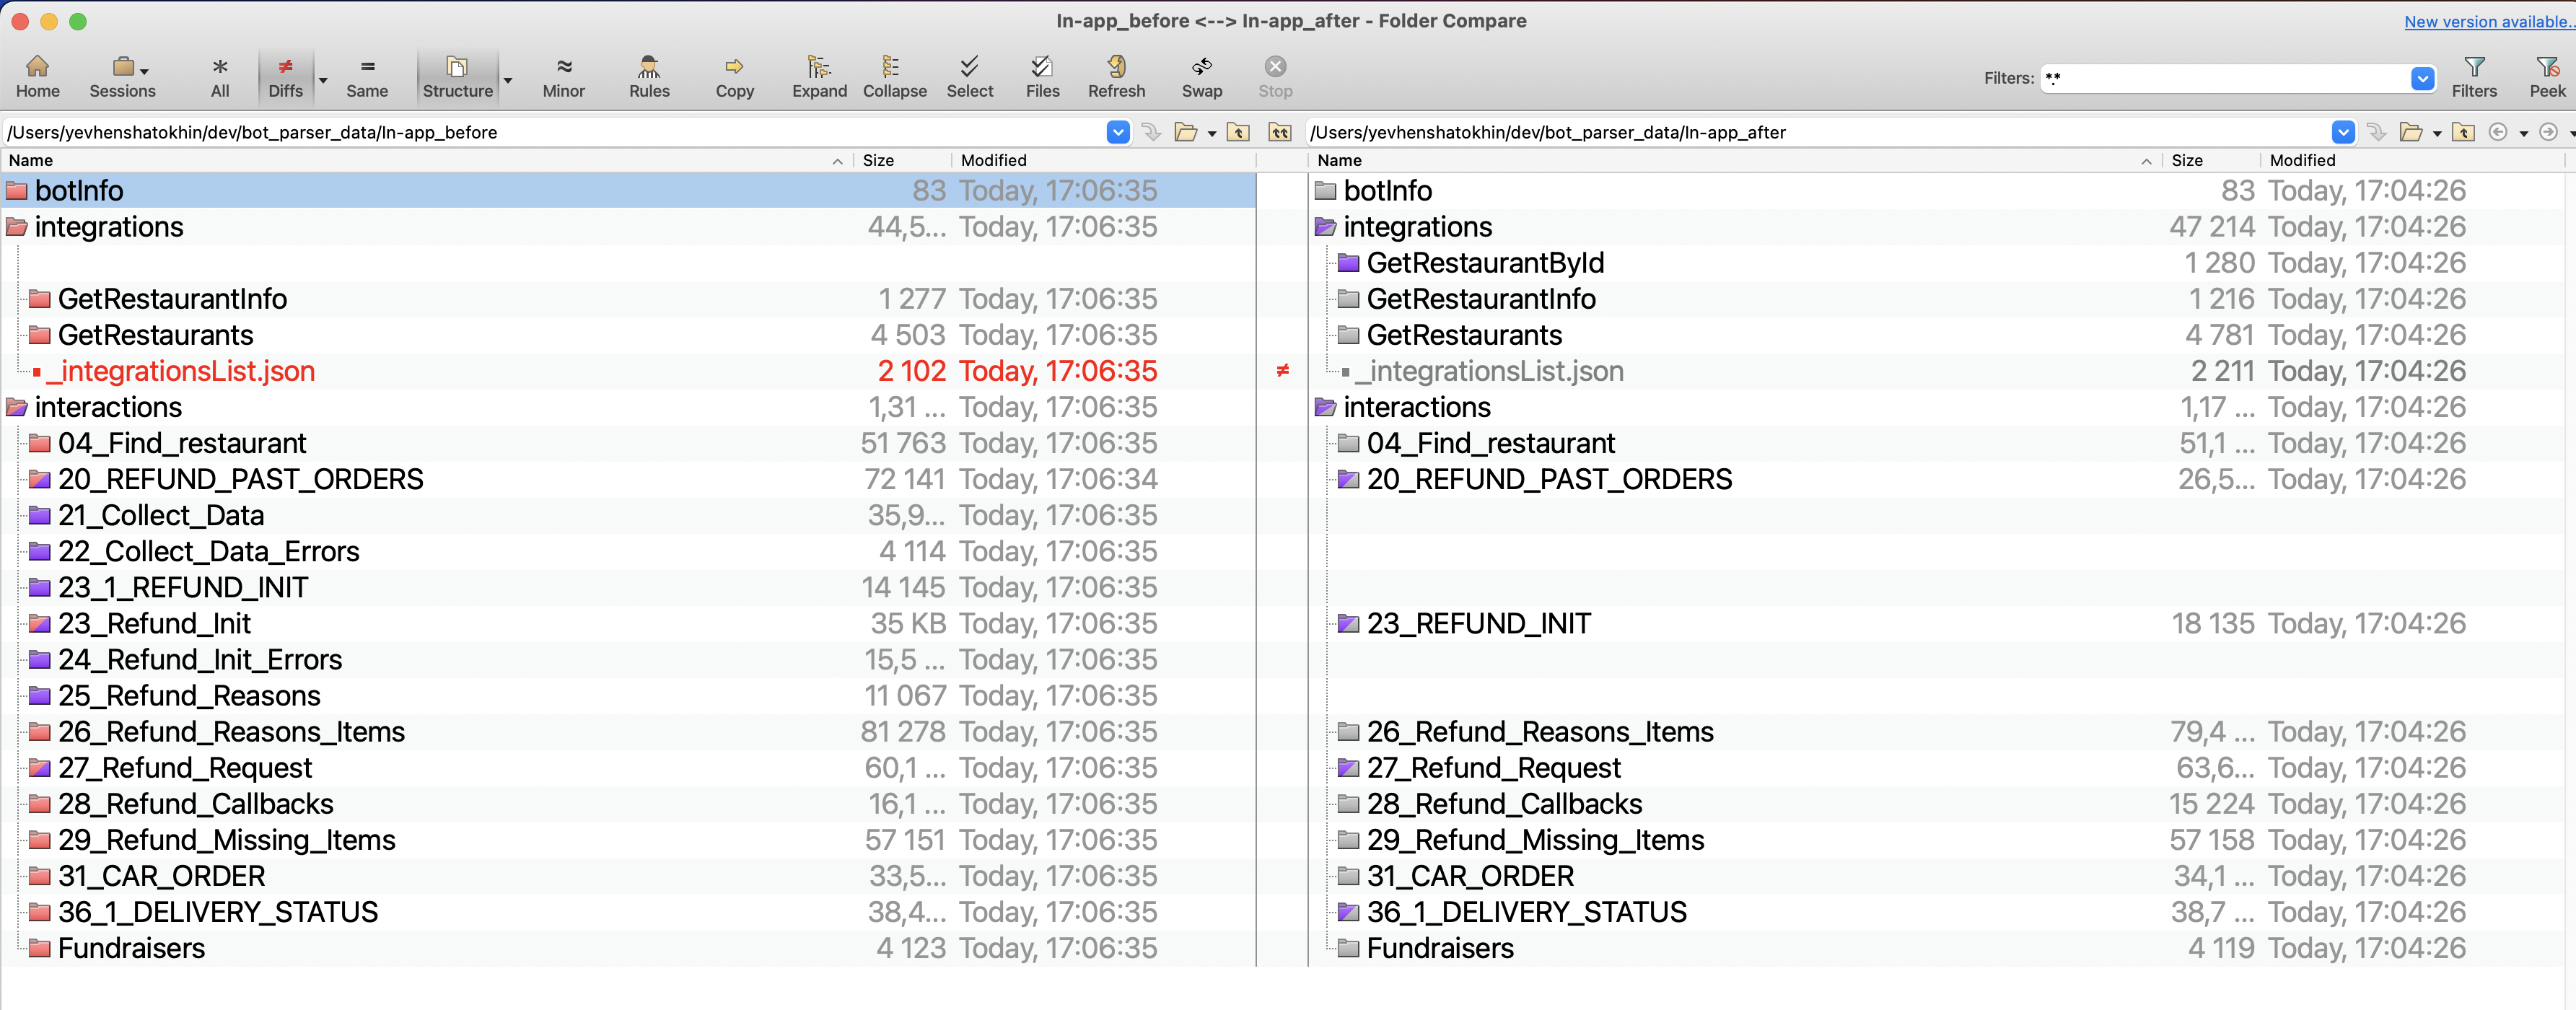 In-app_before <--> In-app_after - Folder Compare
New version available..
Home Sessions All Diffs Same Structure Minor Rules Copy Expand Collapse Select Files Refresh Swap Stop Filters: *.* Filters Peek
/Users/yevhenshatokhin/dev/bot_parser_data/In-app_before /Users/yevhenshatokhin/dev/bot_parser_data/In-app_after
Name Size Modified Name Size Modified
botInfo 83 Today, 17:06:35 botInfo 83 Today, 17:04:26
integrations 44,5... Today, 17:06:35 integrations 47 214 Today, 17:04:26
GetRestaurantById 1 280 Today, 17:04:26
GetRestaurantInfo 1 277 Today, 17:06:35 GetRestaurantInfo 1 216 Today, 17:04:26
GetRestaurants 4 503 Today, 17:06:35 GetRestaurants 4 781 Today, 17:04:26
_integrationsList.json 2 102 Today, 17:06:35 ≠ _integrationsList.json 2 211 Today, 17:04:26
interactions 1,31 ... Today, 17:06:35 interactions 1,17 ... Today, 17:04:26
04_Find_restaurant 51 763 Today, 17:06:35 04_Find_restaurant 51,1 ... Today, 17:04:26
20_REFUND_PAST_ORDERS 72 141 Today, 17:06:34 20_REFUND_PAST_ORDERS 26,5... Today, 17:04:26
21_Collect_Data 35,9... Today, 17:06:35
22_Collect_Data_Errors 4 114 Today, 17:06:35
23_1_REFUND_INIT 14 145 Today, 17:06:35
23_Refund_Init 35 KB Today, 17:06:35 23_REFUND_INIT 18 135 Today, 17:04:26
24_Refund_Init_Errors 15,5 ... Today, 17:06:35
25_Refund_Reasons 11 067 Today, 17:06:35
26_Refund_Reasons_Items 81 278 Today, 17:06:35 26_Refund_Reasons_Items 79,4 ... Today, 17:04:26
27_Refund_Request 60,1 ... Today, 17:06:35 27_Refund_Request 63,6... Today, 17:04:26
28_Refund_Callbacks 16,1 ... Today, 17:06:35 28_Refund_Callbacks 15 224 Today, 17:04:26
29_Refund_Missing_Items 57 151 Today, 17:06:35 29_Refund_Missing_Items 57 158 Today, 17:04:26
31_CAR_ORDER 33,5... Today, 17:06:35 31_CAR_ORDER 34,1 ... Today, 17:04:26
36_1_DELIVERY_STATUS 38,4... Today, 17:06:35 36_1_DELIVERY_STATUS 38,7 ... Today, 17:04:26
Fundraisers 4 123 Today, 17:06:35 Fundraisers 4 119 Today, 17:04:26